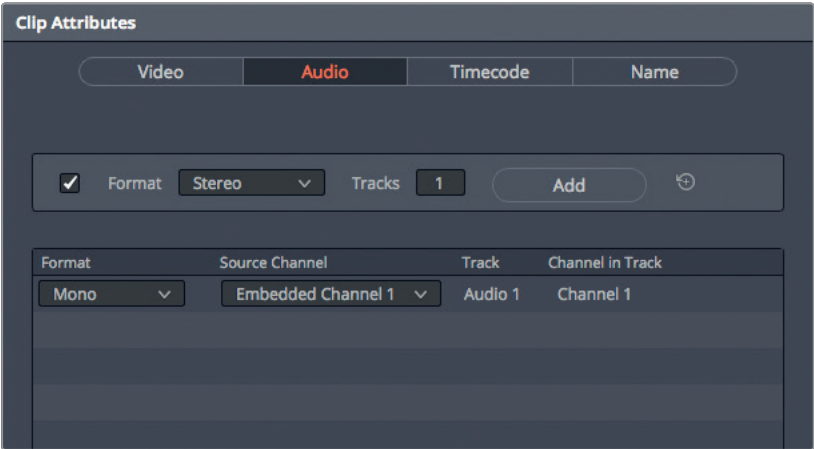 Clip Attributes
Video Audio Timecode Name
Format Stereo Tracks 1 Add
Format Source Channel Track Channel in Track
Mono Embedded Channel 1 Audio 1 Channel 1